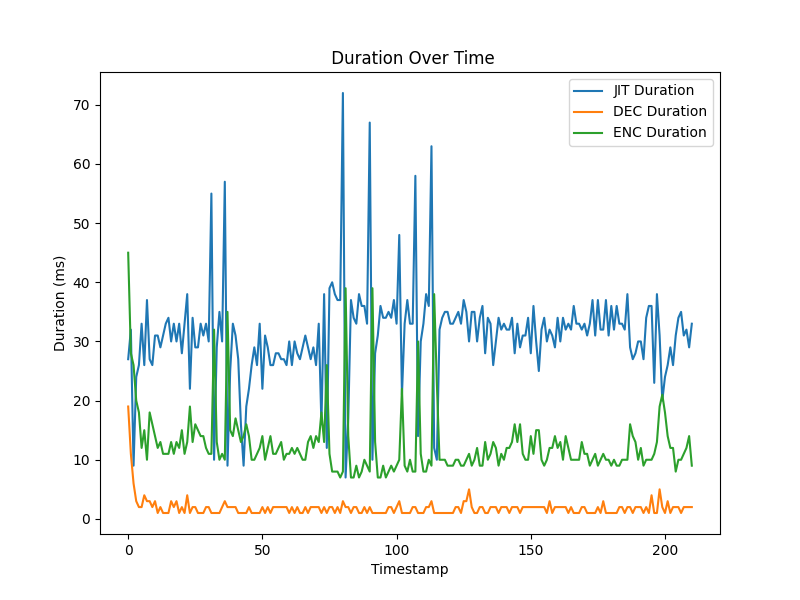 Duration Over Time
JIT Duration
DEC Duration
ENC Duration
Duration (ms)
70
60
50
40
30
20
10
0
0 50 100 150 200
Timestamp